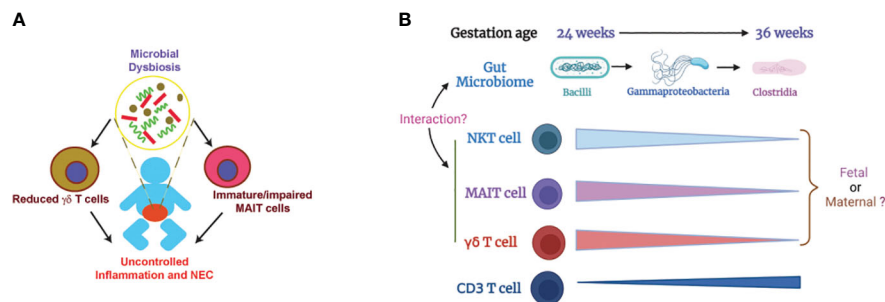 A
Microbial
Dysbiosis
Reduced γδ T cells
Immature/impaired
MAIT cells
Uncontrolled
Inflammation and NEC
B
Gestation age
24 weeks
36 weeks
Gut
Microbiome
Bacilli
Gammaproteobacteria
Clostridia
Interaction?
NKT cell
MAIT cell
γδ T cell
CD3 T cell
Fetal
or
Maternal ?